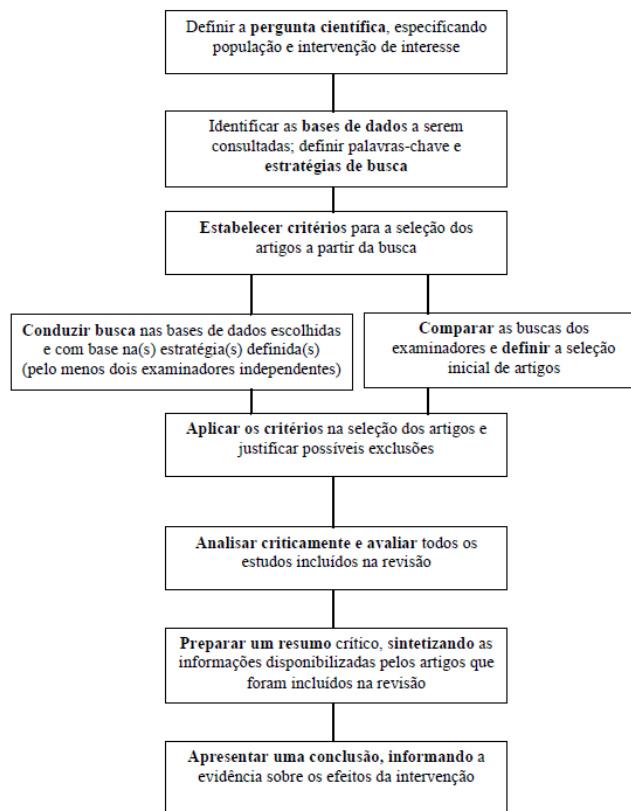 Definir a pergunta científica, especificando
população e intervenção de interesse
Identificar as bases de dados a serem
consultadas; definir palavras-chave e
estratégias de busca
Estabelecer critérios para a seleção dos
artigos a partir da busca
Conduzir busca nas bases de dados escolhidas
e com base na(s) estratégia(s) definida(s)
(pelo menos dois examinadores independentes)
Comparar as buscas dos
examinadores e definir a seleção
inicial de artigos
Aplicar os critérios na seleção dos artigos e
justificar possíveis exclusões
Analisar criticamente e avaliar todos os
estudos incluídos na revisão
Preparar um resumo crítico, sintetizando as
informações disponibilizadas pelos artigos que
foram incluídos na revisão
Apresentar uma conclusão, informando a
evidência sobre os efeitos da intervenção